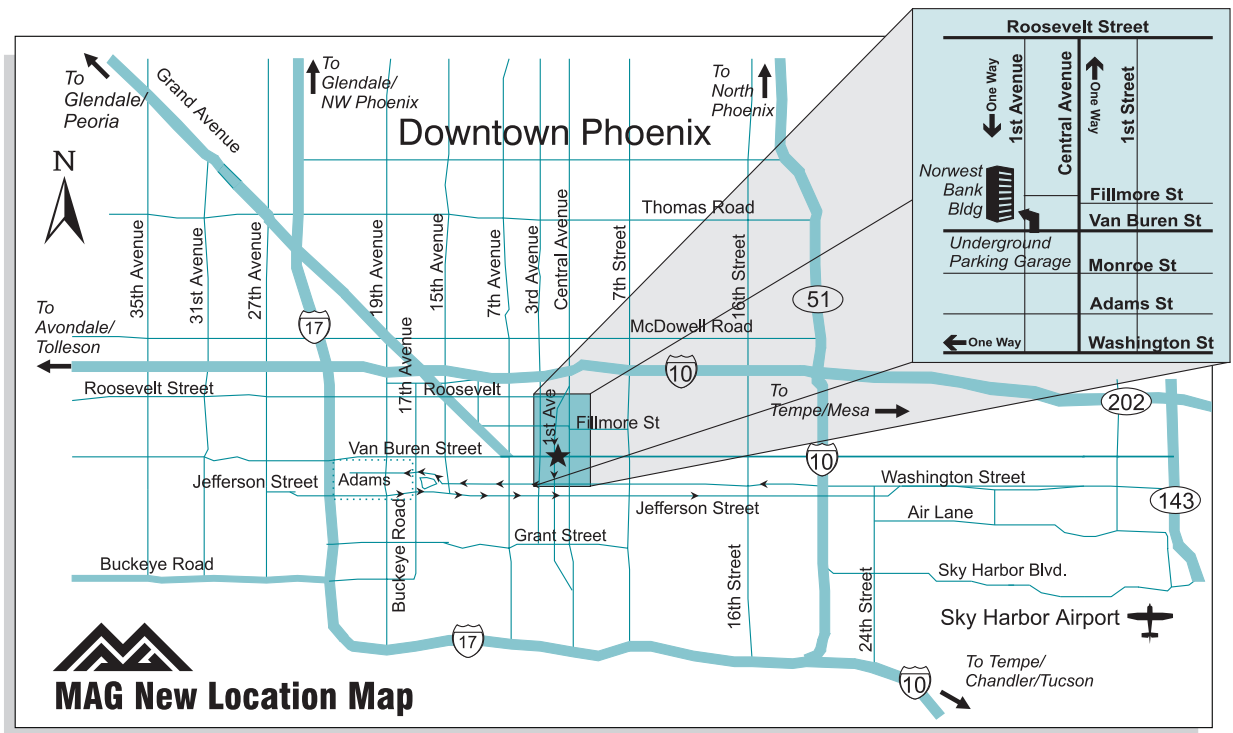 Roosevelt Street
One Way
1st Avenue
Central Avenue
One Way
1st Street
Norwest
Bank
Bldg
Fillmore St
Van Buren St
Underground
Parking Garage
Monroe St
Adams St
One Way
Washington St
To
Glendale/
Peoria
Grand Avenue
To
Glendale/
NW Phoenix
To
North
Phoenix
Downtown Phoenix
N
Thomas Road
35th Avenue
31st Avenue
27th Avenue
19th Avenue
15th Avenue
7th Avenue
3rd Avenue
Central Avenue
7th Street
16th Street
51
17
McDowell Road
To
Avondale/
Tolleson
17th Avenue
10
Roosevelt Street
Roosevelt
1st Ave
Fillmore St
To
Tempe/Mesa
202
Van Buren Street
10
Jefferson Street
Adams
Washington Street
143
Jefferson Street
Air Lane
Grant Street
Buckeye Road
Buckeye Road
16th Street
24th Street
Sky Harbor Blvd.
Sky Harbor Airport
17
10
To Tempe/
Chandler/Tucson
MAG
MAG New Location Map